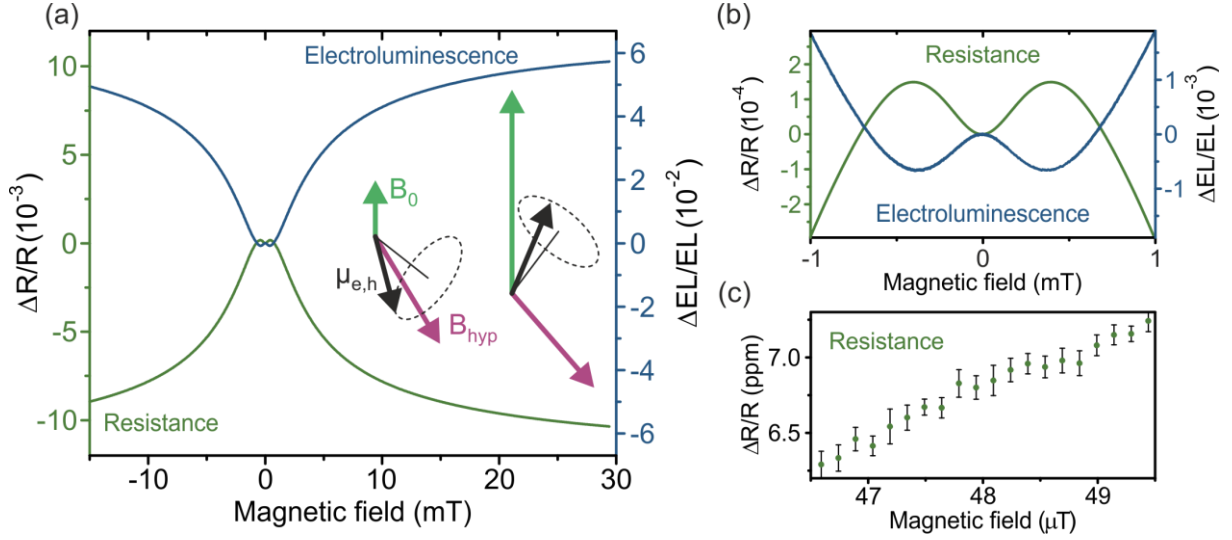 (a)
Electroluminescence
ΔR/R (10⁻³)
10
5
0
-5
-10
6
4
2
0
-2
-4
-6
ΔEL/EL (10⁻²)
B₀
μe,h
Bhyp
Resistance
-10
0
10
20
30
Magnetic field (mT)
(b)
Resistance
ΔR/R (10⁻⁴)
2
1
0
-1
-2
1
0
-1
ΔEL/EL (10⁻³)
Electroluminescence
-1
0
1
Magnetic field (mT)
(c)
Resistance
ΔR/R (ppm)
7.0
6.5
47
48
49
Magnetic field (μT)